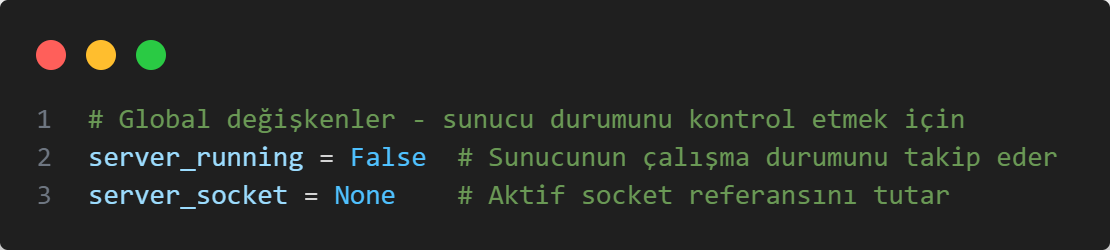 1 # Global değişkenler - sunucu durumunu kontrol etmek için
2 server_running = False  # Sunucunun çalışma durumunu takip eder
3 server_socket = None    # Aktif socket referansını tutar